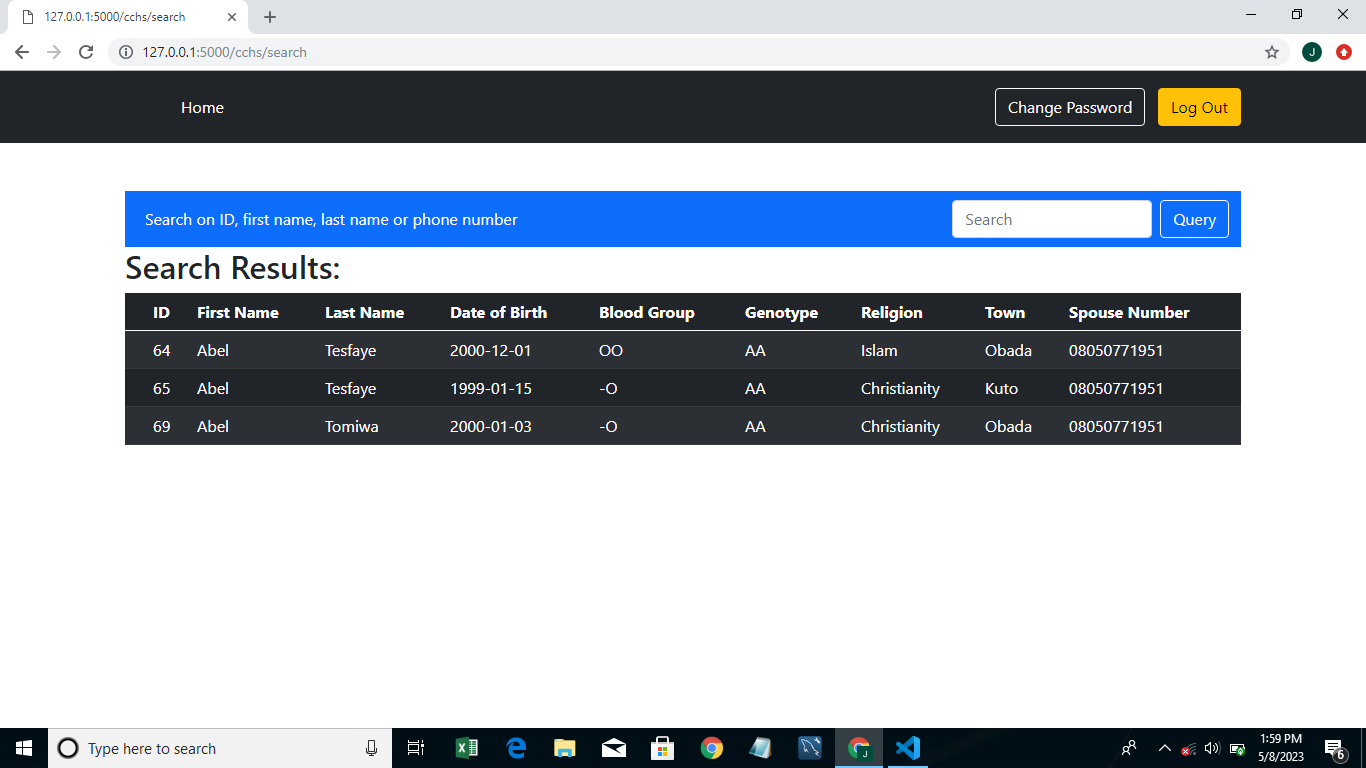 127.0.0.1:5000/cchs/search
127.0.0.1:5000/cchs/search
J
Home
Change Password
Log Out
Search on ID, first name, last name or phone number
Search
Query
Search Results:
ID First Name Last Name Date of Birth Blood Group Genotype Religion Town Spouse Number
64 Abel Tesfaye 2000-12-01 OO AA Islam Obada 08050771951
65 Abel Tesfaye 1999-01-15 -O AA Christianity Kuto 08050771951
69 Abel Tomiwa 2000-01-03 -O AA Christianity Obada 08050771951
Type here to search
J
1:59 PM
5/8/2023
6